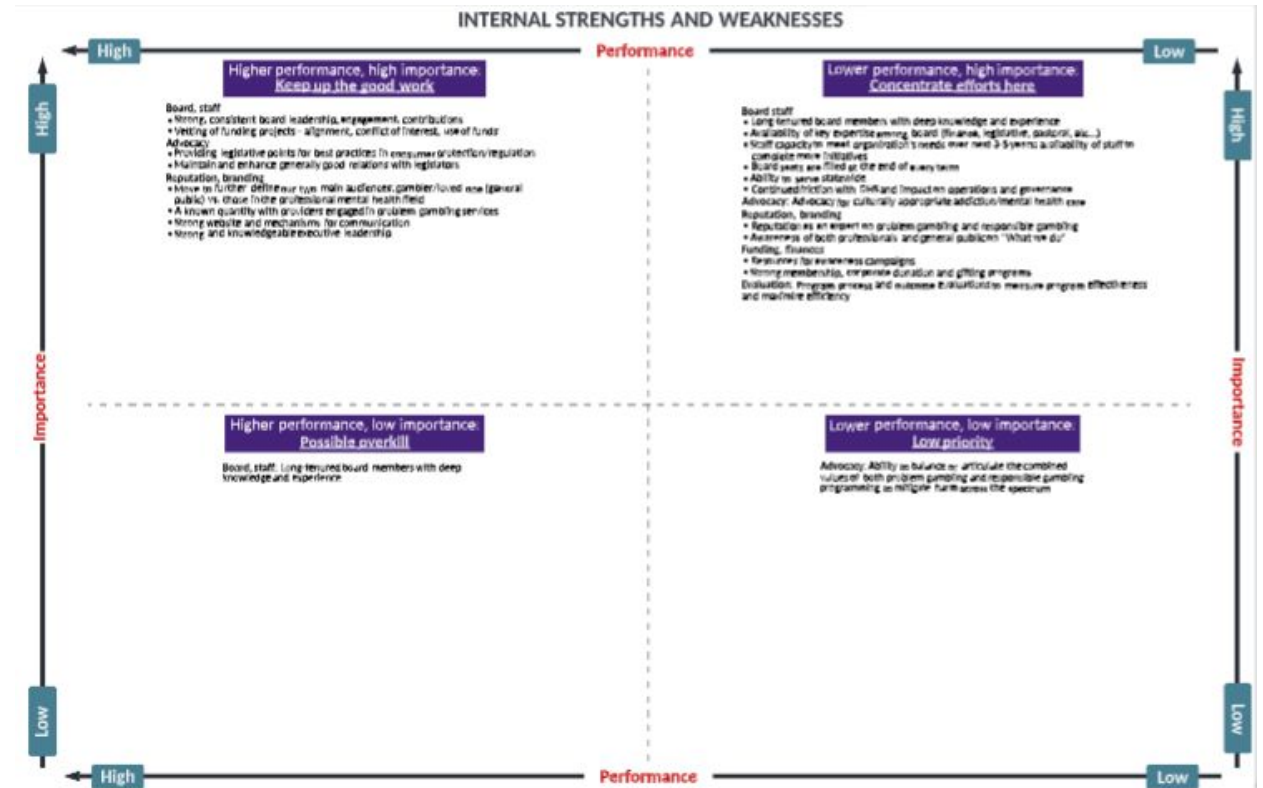 INTERNAL STRENGTHS AND WEAKNESSES
High
Performance
Low
High
High
Higher performance, high importance:
Keep up the good work
Board, staff
• Strong, consistent board leadership, engagement, contributions
• Vetting of funding projects - alignment, conflict of interest, use of funds
Advocacy
• Providing legislative points for best practices in consumer protection/regulation
• Maintain and enhance generally good relations with legislators
Reputation, branding
• Move to further define our two main audiences, gambler/loved one (general
public) vs. those in the professional mental health field
• A known quantity with providers engaged in problem gambling services
• Strong website and mechanisms for communication
• Strong and knowledgeable executive leadership
Lower performance, high importance:
Concentrate efforts here
Board staff
• Long-tenured board members with deep knowledge and experience
• Availability of key expertise among board (finance, legislative, pastoral, etc...)
• Staff capacity to meet organization's needs over next 3-5 years; availability of staff to
complete more initiatives
• Board seats are filled at the end of every term
• Ability to serve statewide
• Continued friction with and impact on operations and governance
Advocacy: Advocacy for culturally appropriate addiction/mental health care
Reputation, branding
• Reputation as an expert on problem gambling and responsible gambling
• Awareness of both professionals and general public on "What we do"
Funding, finances
• Resources for awareness campaigns
• Strong membership, corporate donation and gifting programs
Evaluation: Program process and outcome evaluations to measure program effectiveness
and maximize efficiency
Importance
Importance
Higher performance, low importance:
Possible overkill
Board, staff: Long-tenured board members with deep
knowledge and experience
Lower performance, low importance:
Low priority
Advocacy: Ability to balance or articulate the combined
values of both problem gambling and responsible gambling
programming to mitigate harm across the spectrum
Low
Low
High
Performance
Low